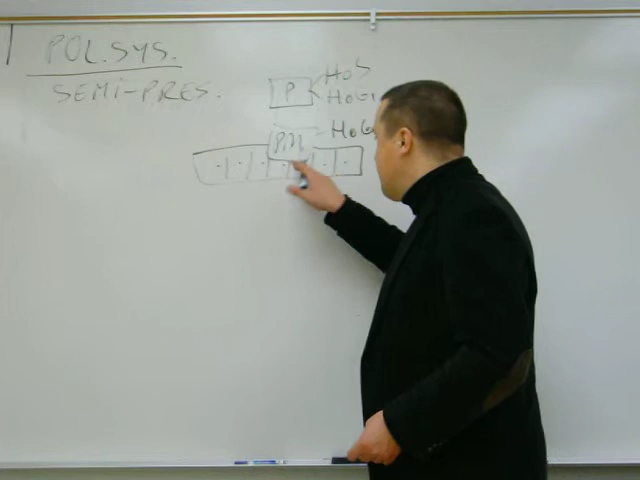 POL. SYS.
SEMI-PRES.
HoS
P
HoG
PM
HoG